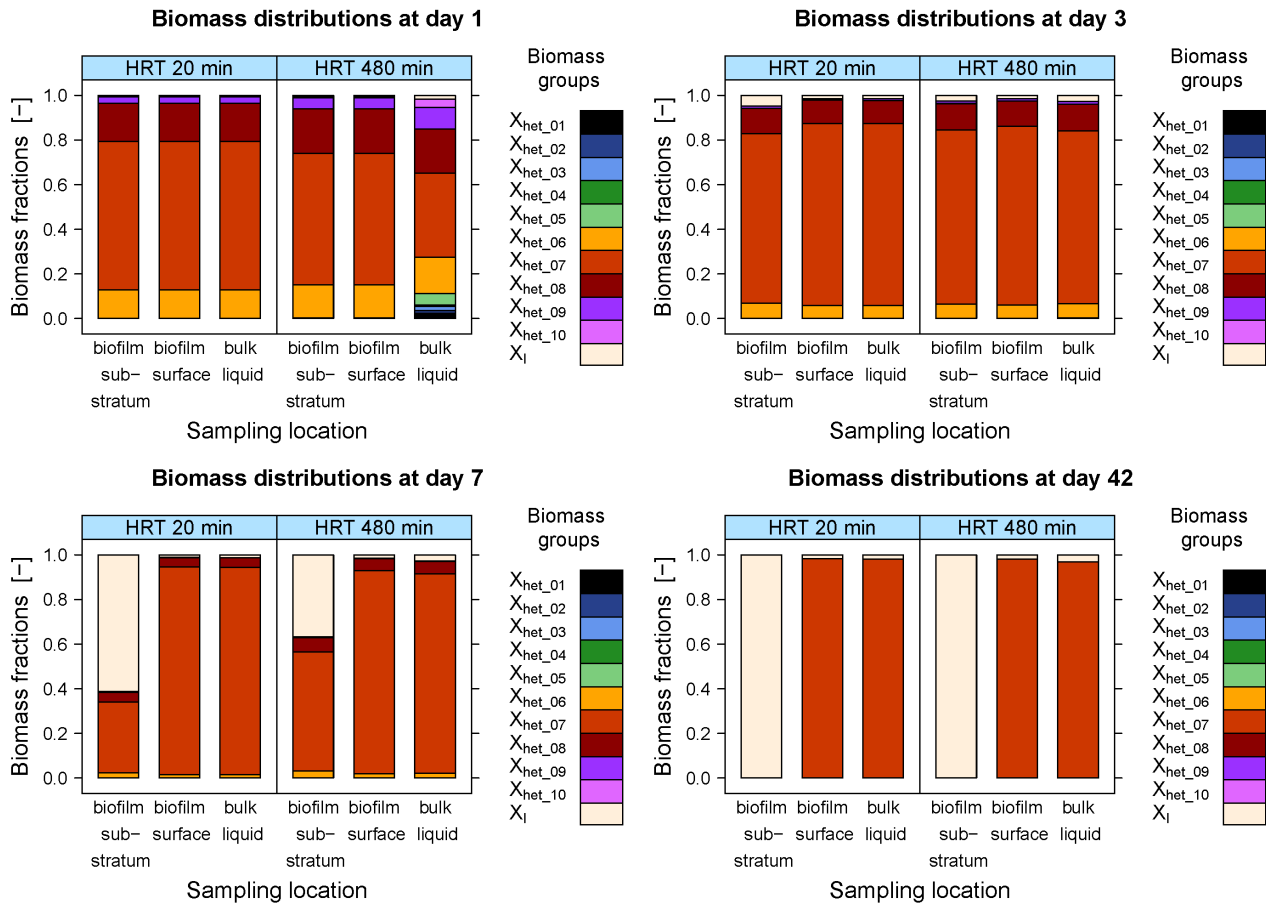 Biomass distributions at day 1
HRT 20 min HRT 480 min
Biomass fractions [−]
1.0
0.8
0.6
0.4
0.2
0.0
biofilm biofilm bulk biofilm biofilm bulk
sub− surface liquid sub− surface liquid
stratum stratum
Sampling location
Biomass
groups
Xhet_01
Xhet_02
Xhet_03
Xhet_04
Xhet_05
Xhet_06
Xhet_07
Xhet_08
Xhet_09
Xhet_10
XI
Biomass distributions at day 3
HRT 20 min HRT 480 min
Biomass fractions [−]
1.0
0.8
0.6
0.4
0.2
0.0
biofilm biofilm bulk biofilm biofilm bulk
sub− surface liquid sub− surface liquid
stratum stratum
Sampling location
Biomass
groups
Xhet_01
Xhet_02
Xhet_03
Xhet_04
Xhet_05
Xhet_06
Xhet_07
Xhet_08
Xhet_09
Xhet_10
XI
Biomass distributions at day 7
HRT 20 min HRT 480 min
Biomass fractions [−]
1.0
0.8
0.6
0.4
0.2
0.0
biofilm biofilm bulk biofilm biofilm bulk
sub− surface liquid sub− surface liquid
stratum stratum
Sampling location
Biomass
groups
Xhet_01
Xhet_02
Xhet_03
Xhet_04
Xhet_05
Xhet_06
Xhet_07
Xhet_08
Xhet_09
Xhet_10
XI
Biomass distributions at day 42
HRT 20 min HRT 480 min
Biomass fractions [−]
1.0
0.8
0.6
0.4
0.2
0.0
biofilm biofilm bulk biofilm biofilm bulk
sub− surface liquid sub− surface liquid
stratum stratum
Sampling location
Biomass
groups
Xhet_01
Xhet_02
Xhet_03
Xhet_04
Xhet_05
Xhet_06
Xhet_07
Xhet_08
Xhet_09
Xhet_10
XI